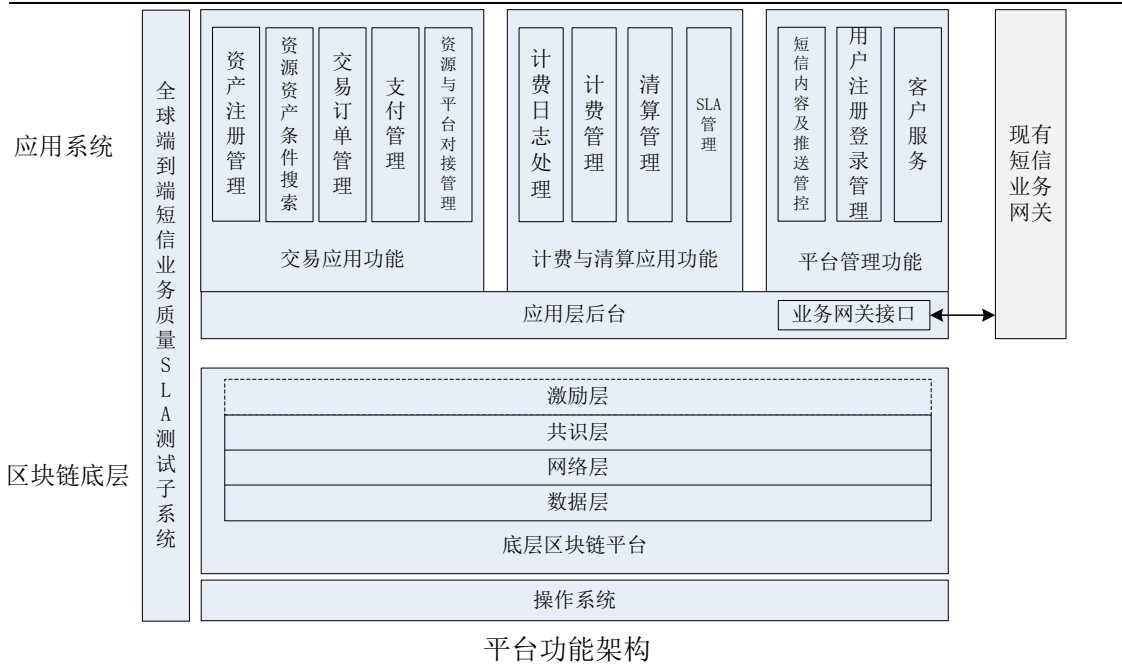 应用系统
区块链底层
全球端到端短信业务质量SLA测试子系统
资产注册管理
资源资产条件搜索
交易订单管理
支付管理
资源与平台对接管理
交易应用功能
计费日志处理
计费管理
清算管理
SLA
管理
计费与清算应用功能
短信内容及推送管控
用户注册登录管理
客户服务
平台管理功能
应用层后台
业务网关接口
现有
短信
业务
网关
激励层
共识层
网络层
数据层
底层区块链平台
操作系统
平台功能架构